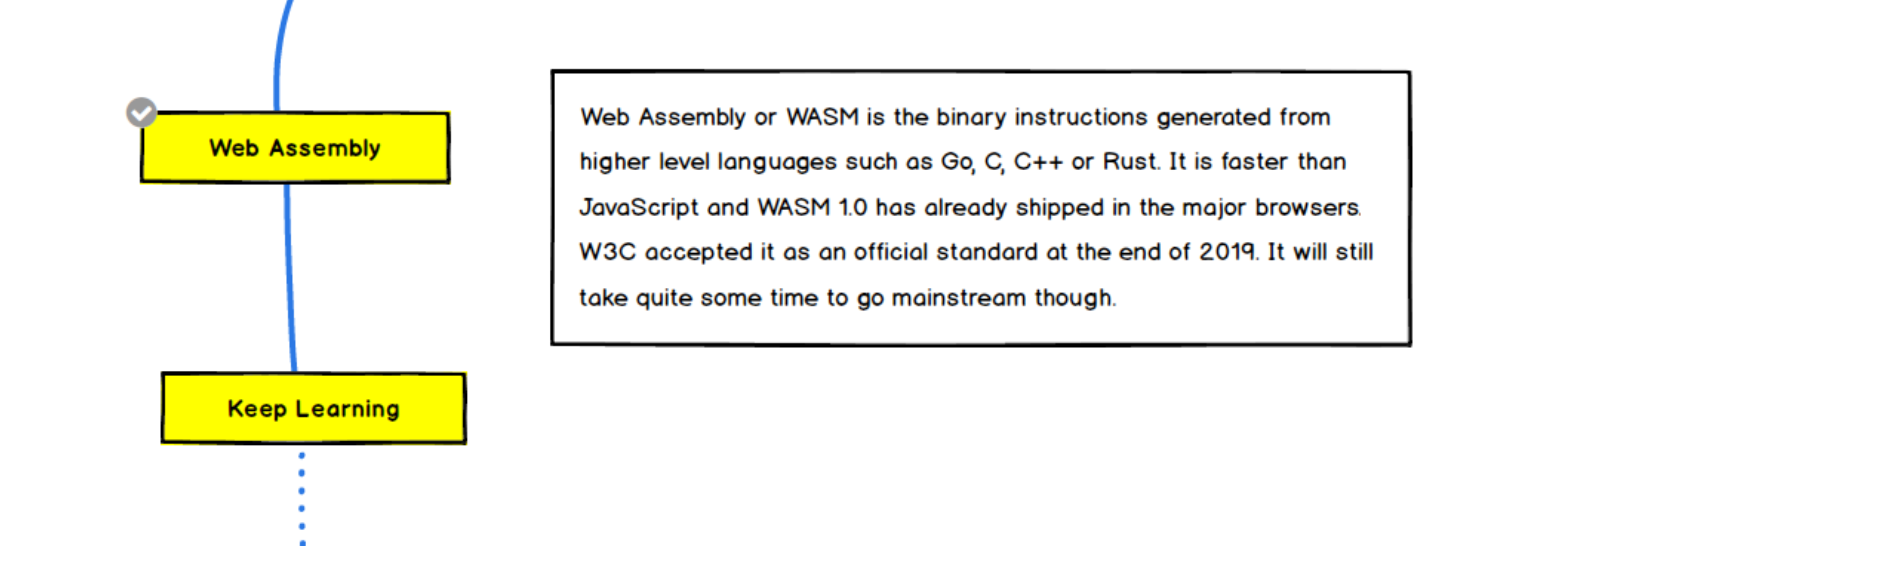 Web Assembly
Web Assembly or WASM is the binary instructions generated from
higher level languages such as Go, C, C++ or Rust. It is faster than
JavaScript and WASM 1.0 has already shipped in the major browsers.
W3C accepted it as an official standard at the end of 2019. It will still
take quite some time to go mainstream though.
Keep Learning